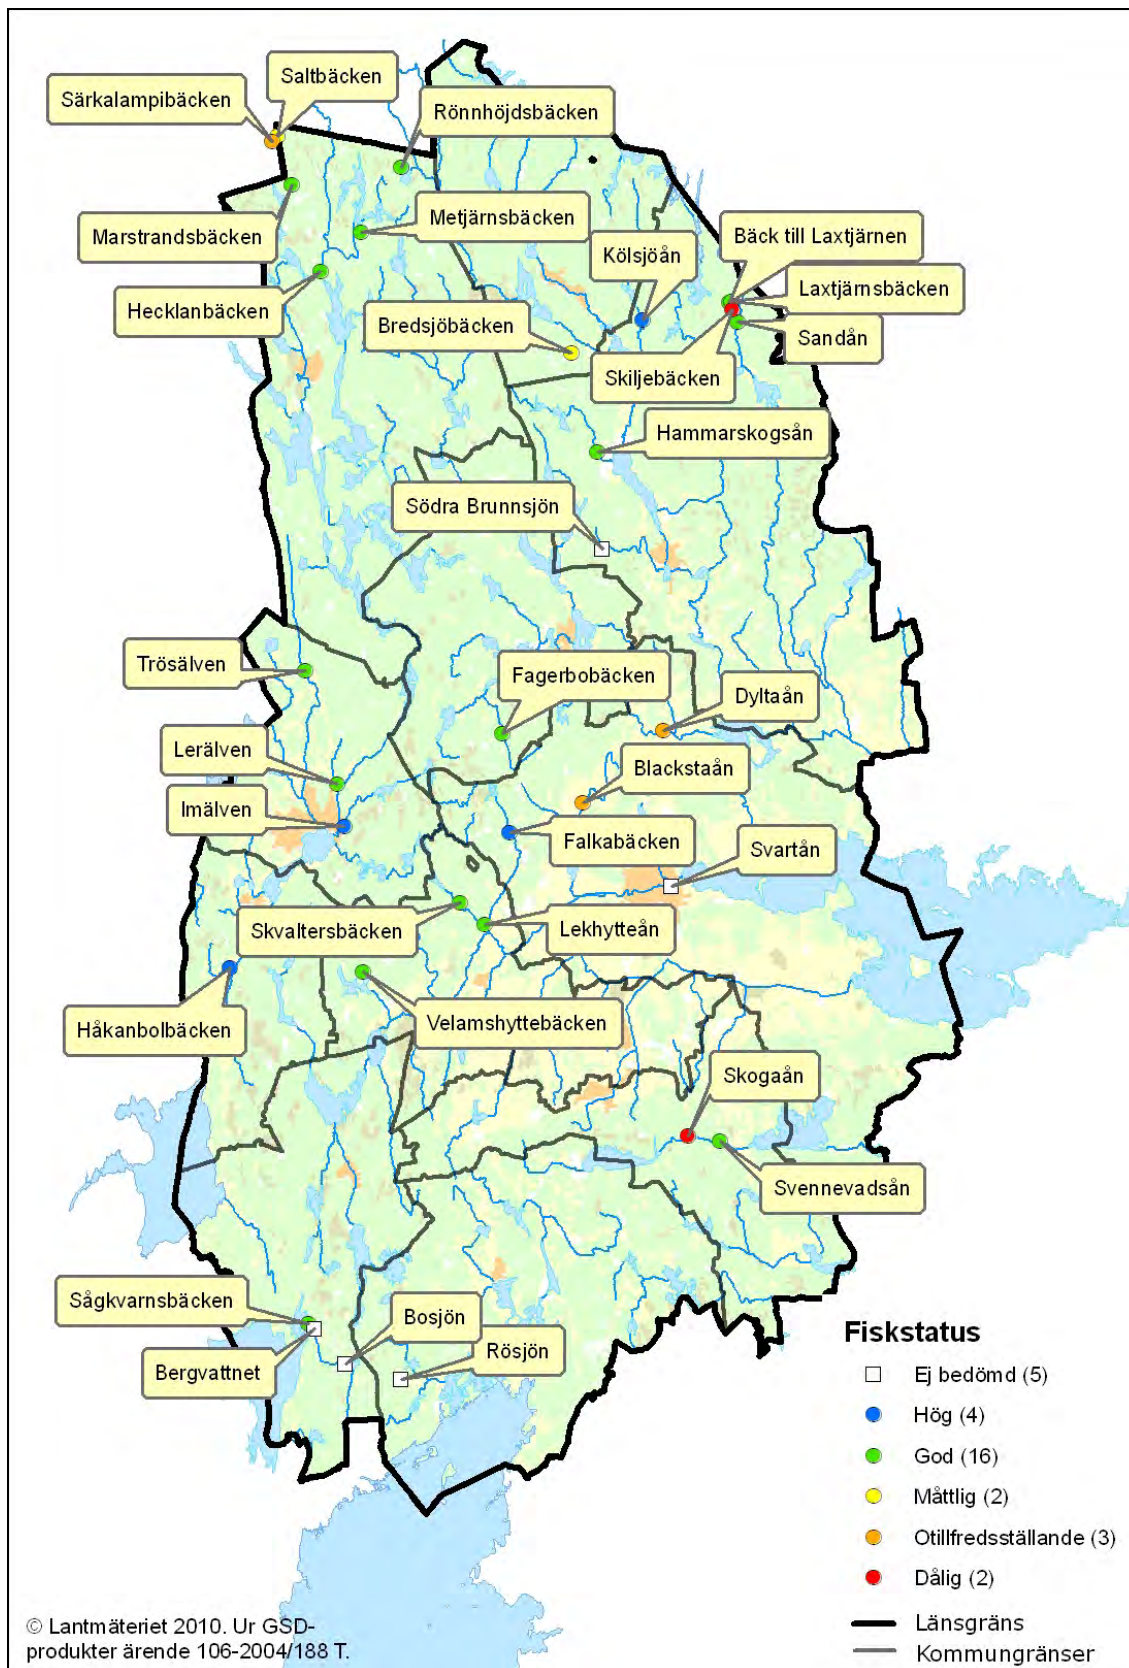 Saltbäcken
Särkalampibäcken
Rönnhöjdsbäcken
Metjärnsbäcken
Marstrandsbäcken
Bäck till Laxtjärnen
Kölsjöån
Laxtjärnsbäcken
Hecklanbäcken
Bredsjöbäcken
Sandån
Skiljebäcken
Hammarskogsån
Södra Brunnsjön
Trösälven
Fagerbobäcken
Dyltaån
Lerälven
Blackstaån
Imälven
Falkabäcken
Svartån
Skvaltersbäcken
Lekhytteån
Håkanbolbäcken
Velamshyttebäcken
Skogaån
Svennevadsån
Sågkvarnsbäcken
Bosjön
Rösjön
Bergvattnet
Fiskstatus
Ej bedömd (5)
Hög (4)
God (16)
Måttlig (2)
Otillfredsställande (3)
Dålig (2)
Länsgräns
Kommungränser
© Lantmäteriet 2010. Ur GSD-
produkter ärende 106-2004/188 T.